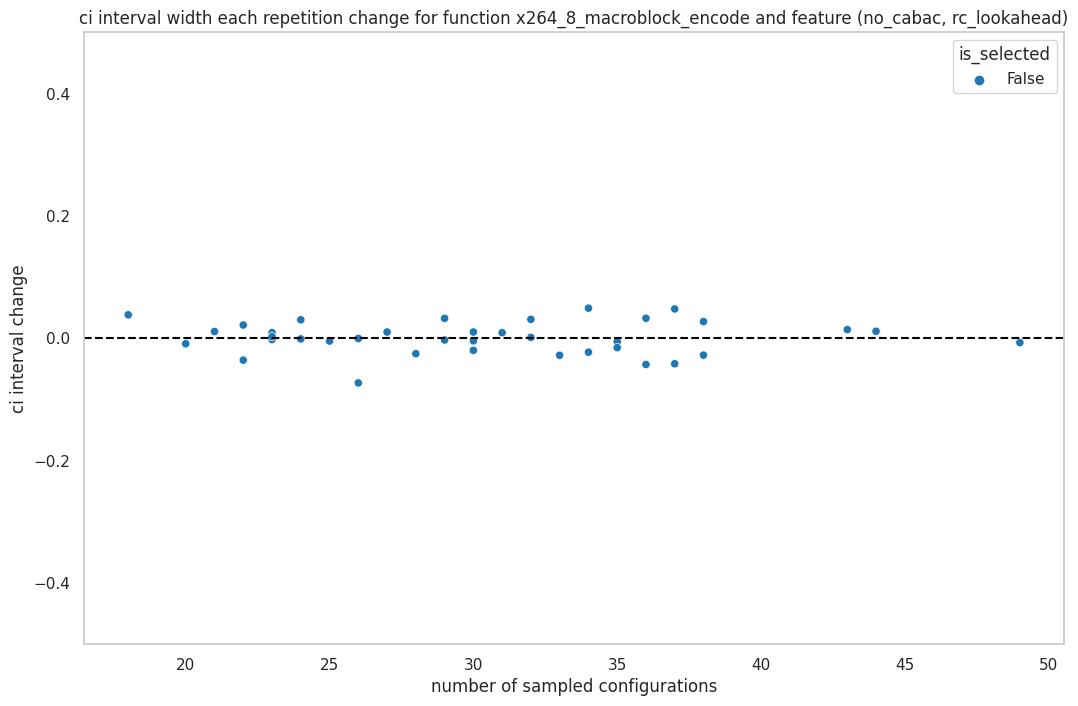 ci interval width each repetition change for function x264_8_macroblock_encode and feature (no_cabac, rc_lookahead)
is_selected
False
0.4
0.2
0.0
−0.2
−0.4
ci interval change
20 25 30 35 40 45 50
number of sampled configurations